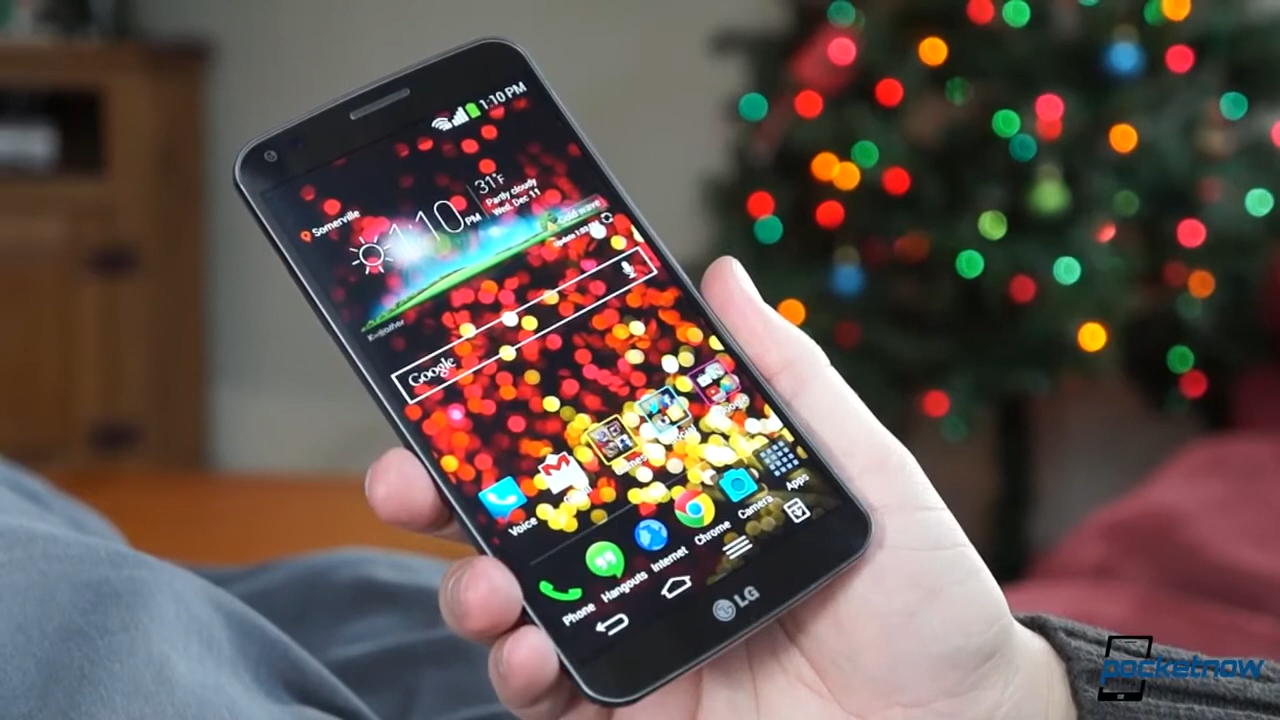 1:10 PM
Somerville
1:10 PM
31°F
Partly cloudy
Wed, Dec 11
Cold wave
Google
Voice
Phone
Hangouts
Internet
Chrome
Camera
Apps
LG
pocketnow